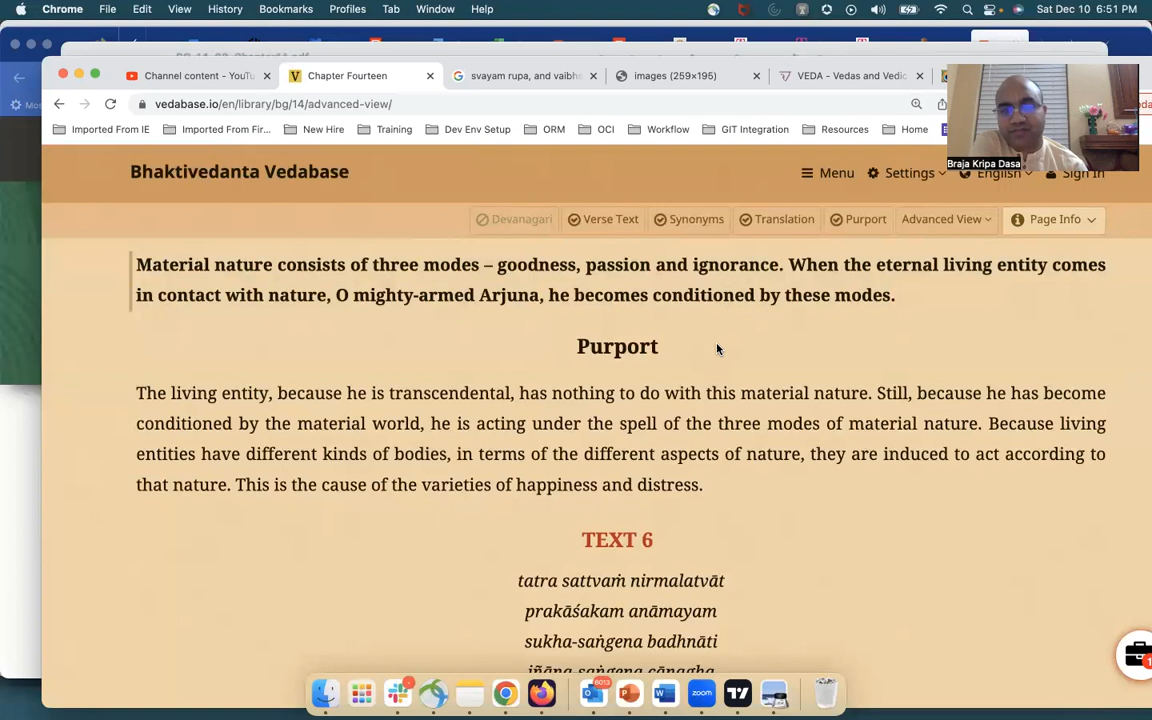 Chrome File Edit View History Bookmarks Profiles Tab Window Help Sat Dec 10 6:51 PM
Channel content - YouTu Chapter Fourteen svayam rupa, and vaibh images (259×195) VEDA - Vedas and Vedic
vedabase.io/en/library/bg/14/advanced-view/
Imported From IE Imported From Fir... New Hire Training Dev Env Setup ORM OCI Workflow GIT Integration Resources Home
Braja Kripa Dasa
Bhaktivedanta Vedabase Menu Settings English Sign In
Devanagari Verse Text Synonyms Translation Purport Advanced View Page Info
Material nature consists of three modes – goodness, passion and ignorance. When the eternal living entity comes
in contact with nature, O mighty-armed Arjuna, he becomes conditioned by these modes.
Purport
The living entity, because he is transcendental, has nothing to do with this material nature. Still, because he has become
conditioned by the material world, he is acting under the spell of the three modes of material nature. Because living
entities have different kinds of bodies, in terms of the different aspects of nature, they are induced to act according to
that nature. This is the cause of the varieties of happiness and distress.
TEXT 6
tatra sattvaṁ nirmalatvāt
prakāśakam anāmayam
sukha-saṅgena badhnāti
jñāna-saṅgena cānagha
8013
zoom